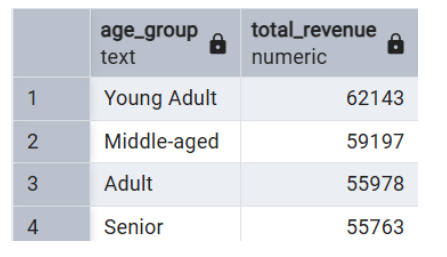 age_group total_revenue
text numeric
1 Young Adult 62143
2 Middle-aged 59197
3 Adult 55978
4 Senior 55763